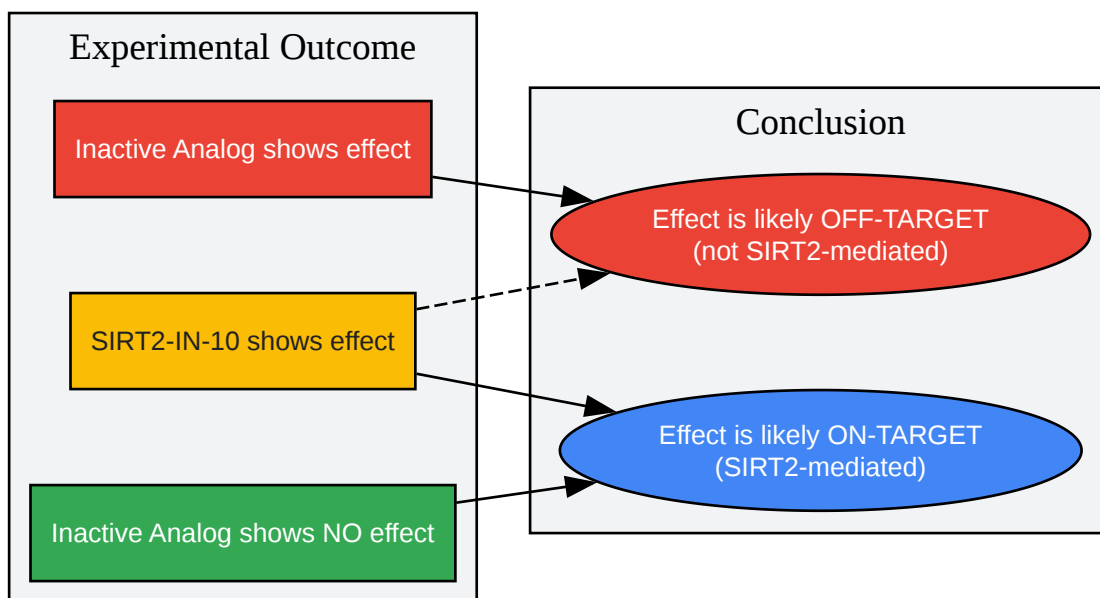 Experimental Outcome
Inactive Analog shows effect
SIRT2-IN-10 shows effect
Inactive Analog shows NO effect
Conclusion
Effect is likely OFF-TARGET
(not SIRT2-mediated)
Effect is likely ON-TARGET
(SIRT2-mediated)